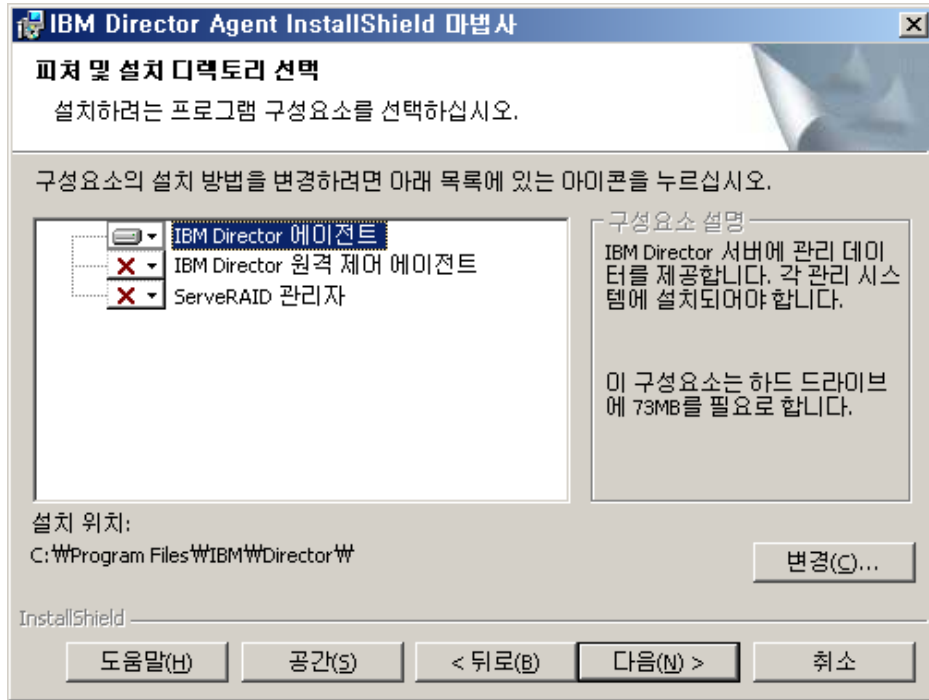 IBM Director Agent InstallShield 마법사
피처 및 설치 디렉토리 선택
설치하려는 프로그램 구성요소를 선택하십시오.
구성요소의 설치 방법을 변경하려면 아래 목록에 있는 아이콘을 누르십시오.
IBM Director 에이전트
IBM Director 원격 제어 에이전트
ServeRAID 관리자
구성요소 설명
IBM Director 서버에 관리 데이
터를 제공합니다. 각 관리 시스
템에 설치되어야 합니다.
이 구성요소는 하드 드라이브
에 73MB를 필요로 합니다.
설치 위치:
C:₩Program Files₩IBM₩Director₩
변경(C)...
InstallShield
도움말(H)
공간(S)
< 뒤로(B)
다음(N) >
취소